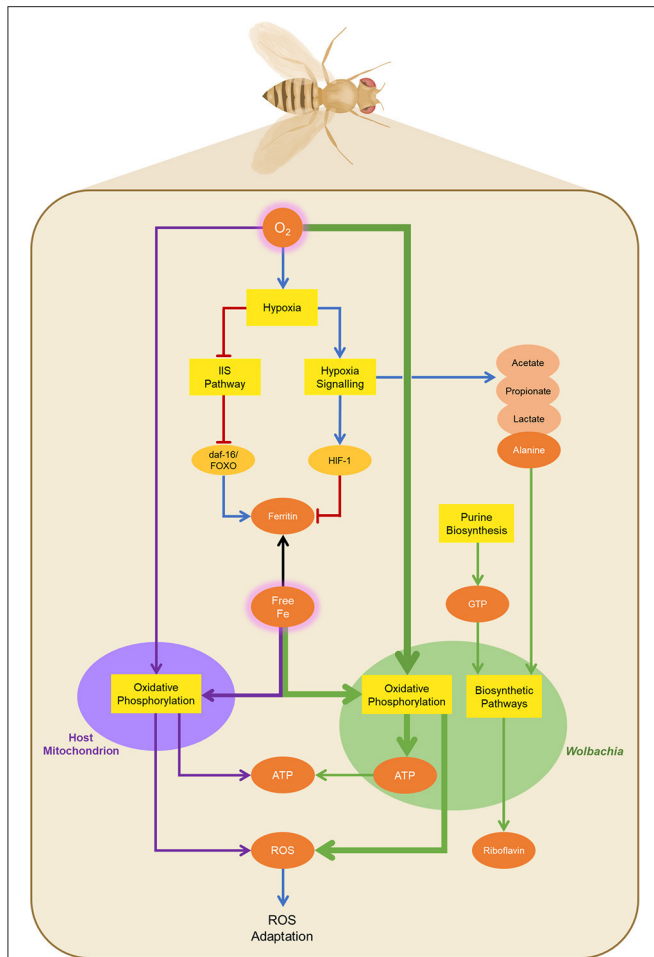 O2
Hypoxia
IIS
Pathway
Hypoxia
Signalling
Acetate
Propionate
Lactate
Alanine
daf-16/
FOXO
HIF-1
Ferritin
Purine
Biosynthesis
Free
Fe
GTP
Oxidative
Phosphorylation
Oxidative
Phosphorylation
Biosynthetic
Pathways
Host
Mitochondrion
Wolbachia
ATP
ATP
ROS
Riboflavin
ROS
Adaptation